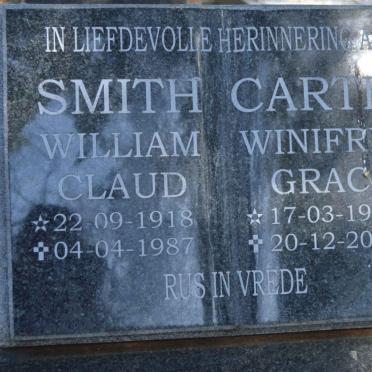 IN LIEFDEVOLLE HERINNERING A
SMITH CART
WILLIAM WINIFR
CLAUD GRAC
☆22-09-1918 ☆17-03-19
✞04-04-1987 ✞20-12-20
RUS IN VREDE